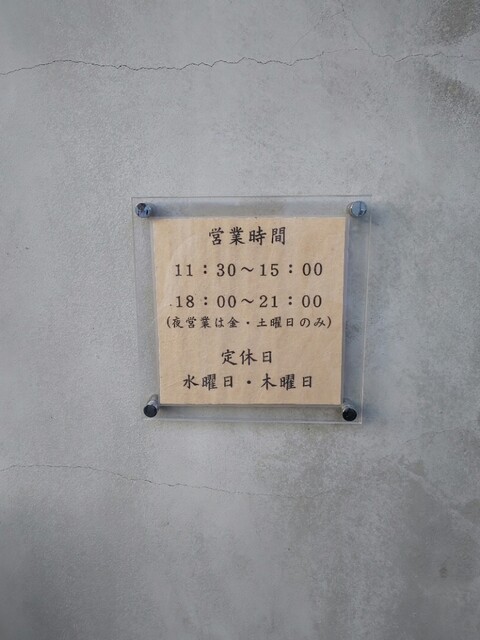 営業時間
11：30～15：00
18：00～21：00
(夜営業は金・土曜日のみ)
定休日
水曜日・木曜日